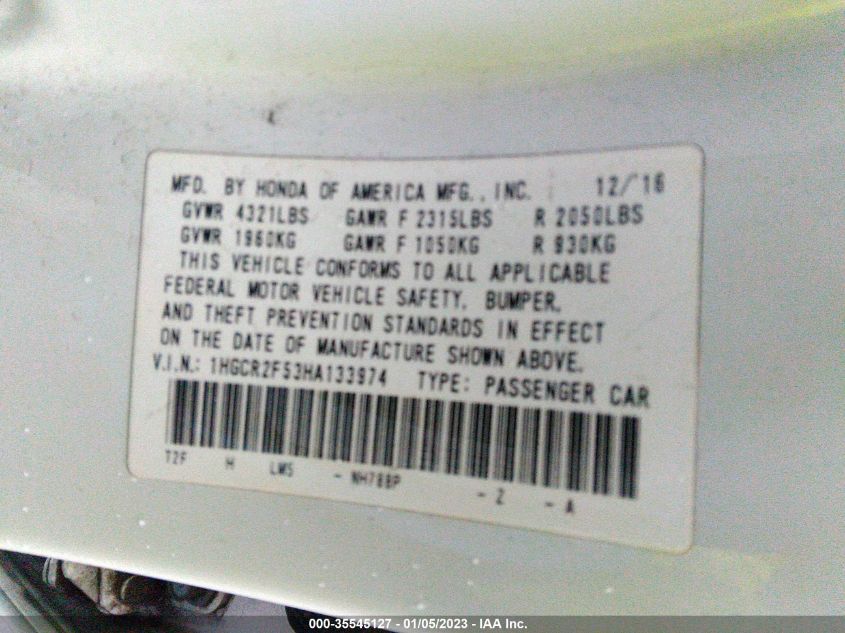 MFD. BY HONDA OF AMERICA MFG., INC. 12/16
GVWR 4321LBS GAWR F 2315LBS R 2050LBS
GVWR 1960KG GAWR F 1050KG R 930KG
THIS VEHICLE CONFORMS TO ALL APPLICABLE
FEDERAL MOTOR VEHICLE SAFETY, BUMPER,
AND THEFT PREVENTION STANDARDS IN EFFECT
ON THE DATE OF MANUFACTURE SHOWN ABOVE.
V.I.N.: 1HGCR2F53HA133974 TYPE: PASSENGER CAR
T2F H LM5 - NH788P - Z - A
000-35545127 - 01/05/2023 - IAA Inc.